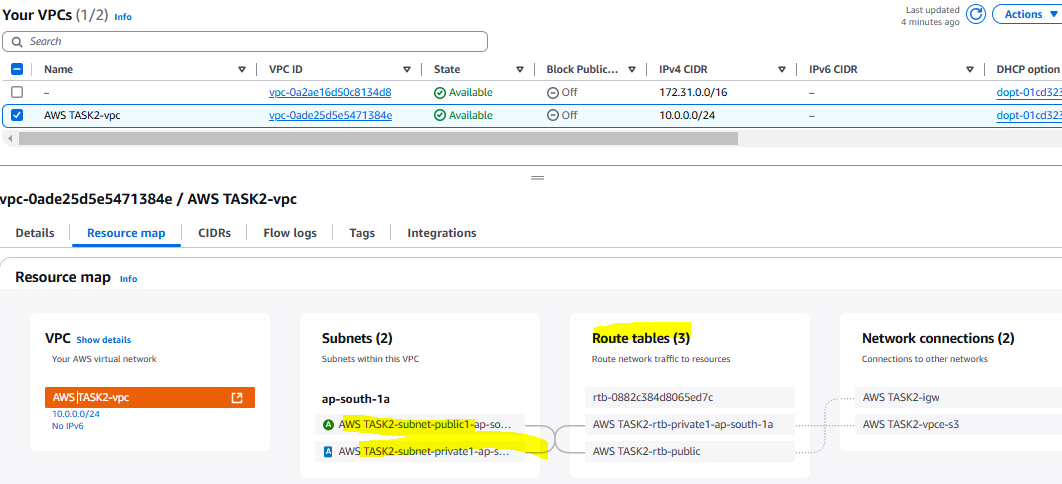 Your VPCs (1/2) Info
Last updated
4 minutes ago
Actions
Search
Name VPC ID State Block Public... IPv4 CIDR IPv6 CIDR DHCP option
– vpc-0a2ae16d50c8134d8 Available Off 172.31.0.0/16 – dopt-01cd323
AWS TASK2-vpc vpc-0ade25d5e5471384e Available Off 10.0.0.0/24 – dopt-01cd323
vpc-0ade25d5e5471384e / AWS TASK2-vpc
Details Resource map CIDRs Flow logs Tags Integrations
Resource map Info
VPC Show details
Your AWS virtual network
AWS TASK2-vpc
10.0.0.0/24
No IPv6
Subnets (2)
Subnets within this VPC
ap-south-1a
A AWS TASK2-subnet-public1-ap-so...
A AWS TASK2-subnet-private1-ap-s...
Route tables (3)
Route network traffic to resources
rtb-0882c384d8065ed7c
AWS TASK2-rtb-private1-ap-south-1a
AWS TASK2-rtb-public
Network connections (2)
Connections to other networks
AWS TASK2-igw
AWS TASK2-vpce-s3